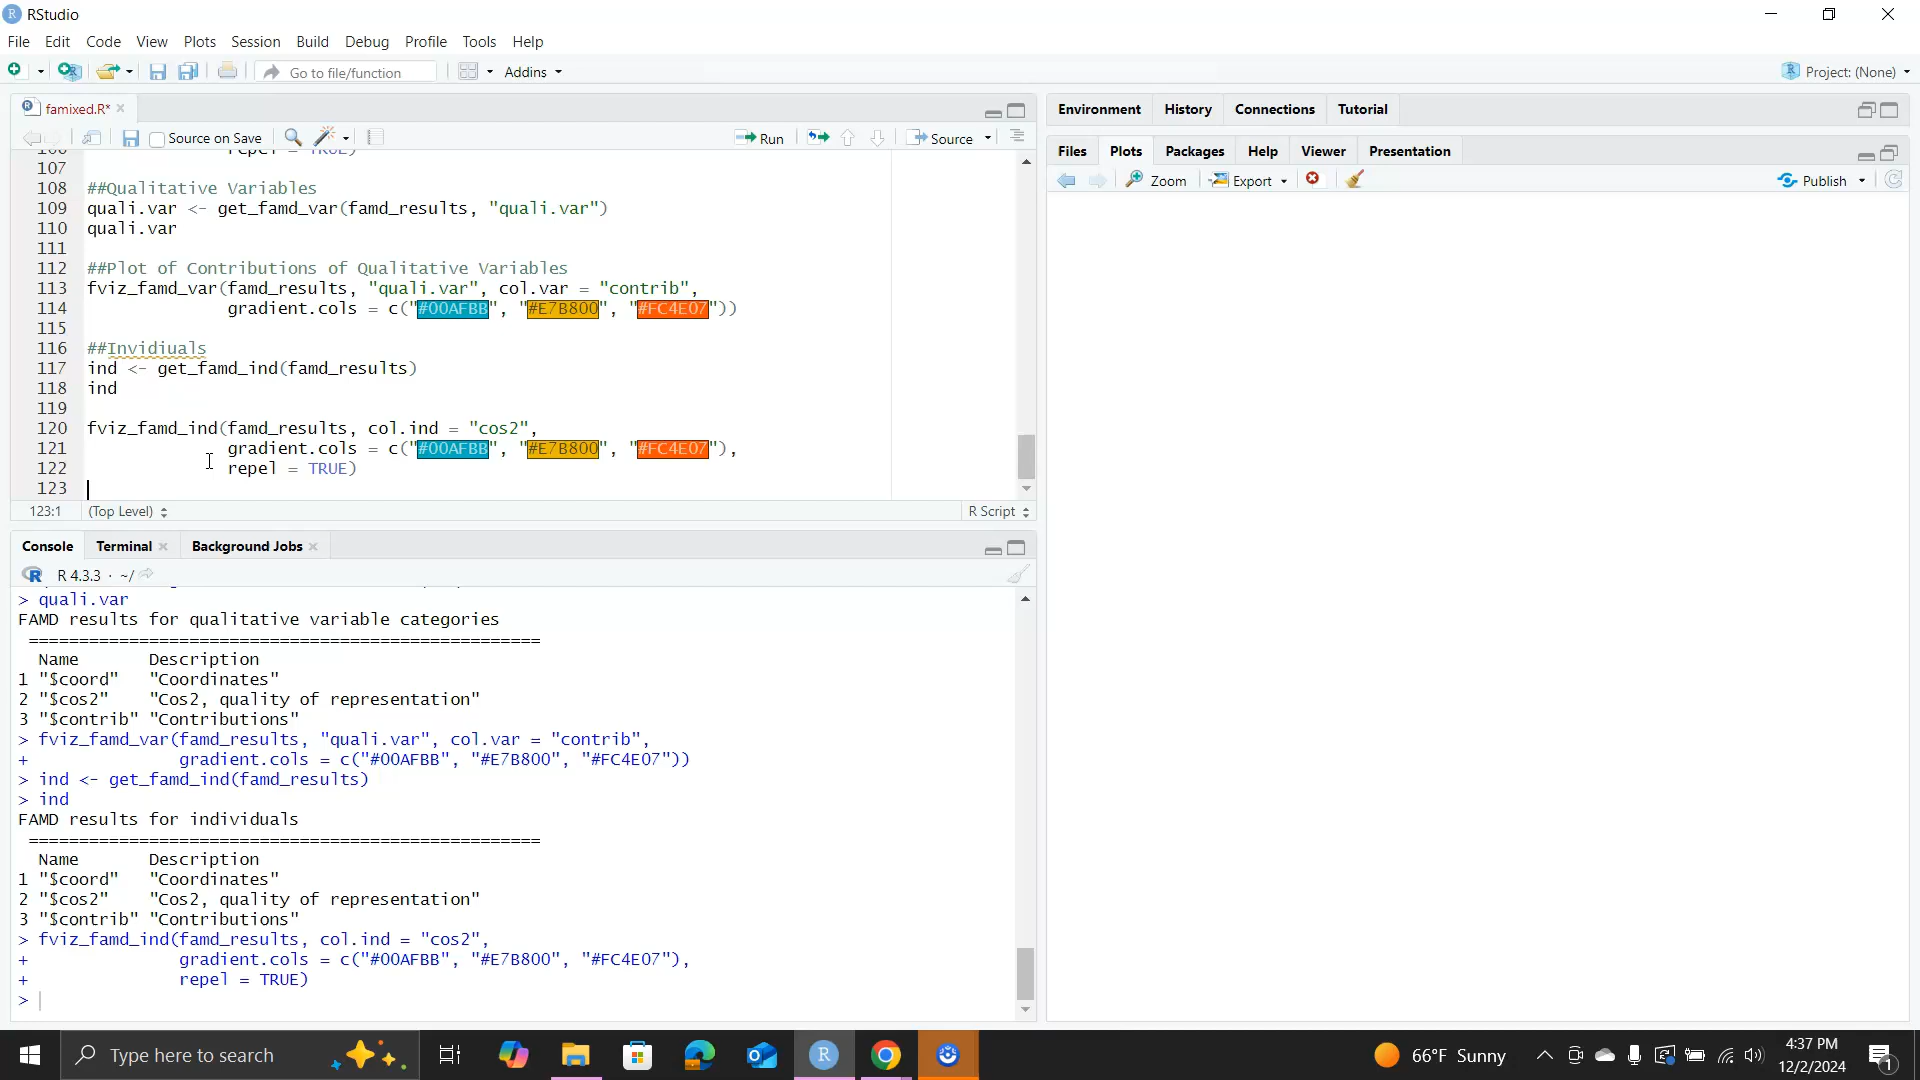 RStudio
File Edit Code View Plots Session Build Debug Profile Tools Help
Go to file/function Addins Project: (None)
famixed.R*
Source on Save Run Source
106 repel = TRUE)
107
108 ##Qualitative Variables
109 quali.var <- get_famd_var(famd_results, "quali.var")
110 quali.var
111
112 ##Plot of Contributions of Qualitative Variables
113 fviz_famd_var(famd_results, "quali.var", col.var = "contrib",
114 gradient.cols = c("#00AFBB", "#E7B800", "#FC4E07"))
115
116 ##Invidiuals
117 ind <- get_famd_ind(famd_results)
118 ind
119
120 fviz_famd_ind(famd_results, col.ind = "cos2",
121 gradient.cols = c("#00AFBB", "#E7B800", "#FC4E07"),
122 repel = TRUE)
123
123:1 (Top Level) R Script
Console Terminal Background Jobs
R 4.3.3 · ~/
> quali.var
FAMD results for qualitative variable categories
===================================================
Name Description
1 "$coord" "Coordinates"
2 "$cos2" "Cos2, quality of representation"
3 "$contrib" "Contributions"
> fviz_famd_var(famd_results, "quali.var", col.var = "contrib",
+ gradient.cols = c("#00AFBB", "#E7B800", "#FC4E07"))
> ind <- get_famd_ind(famd_results)
> ind
FAMD results for individuals
===================================================
Name Description
1 "$coord" "Coordinates"
2 "$cos2" "Cos2, quality of representation"
3 "$contrib" "Contributions"
> fviz_famd_ind(famd_results, col.ind = "cos2",
+ gradient.cols = c("#00AFBB", "#E7B800", "#FC4E07"),
+ repel = TRUE)
>
Environment History Connections Tutorial
Files Plots Packages Help Viewer Presentation
Zoom Export Publish
Type here to search
66°F Sunny
4:37 PM
12/2/2024
1